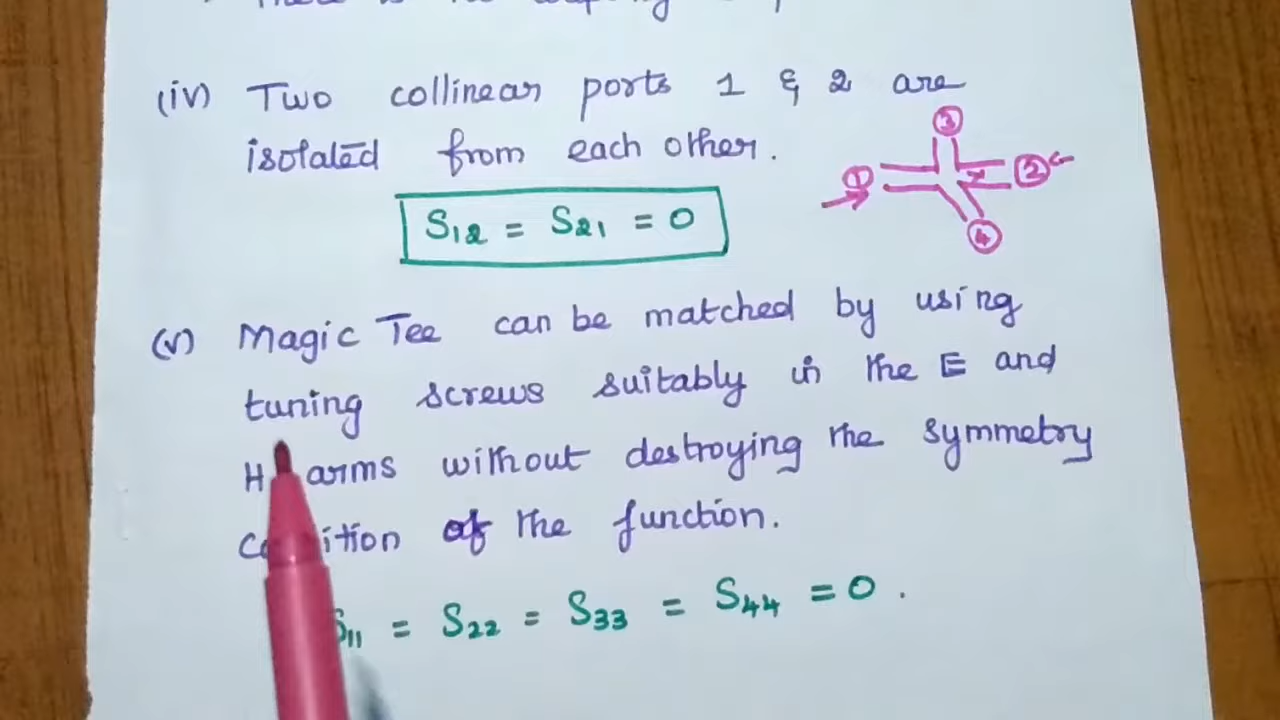 (iv) Two collinear ports 1 & 2 are
isolated from each other.
S12 = S21 = 0
3
1
2
4
(v) Magic Tee can be matched by using
tuning screws suitably in the E and
H arms without destroying the symmetry
of the function.
S11 = S22 = S33 = S44 = 0.